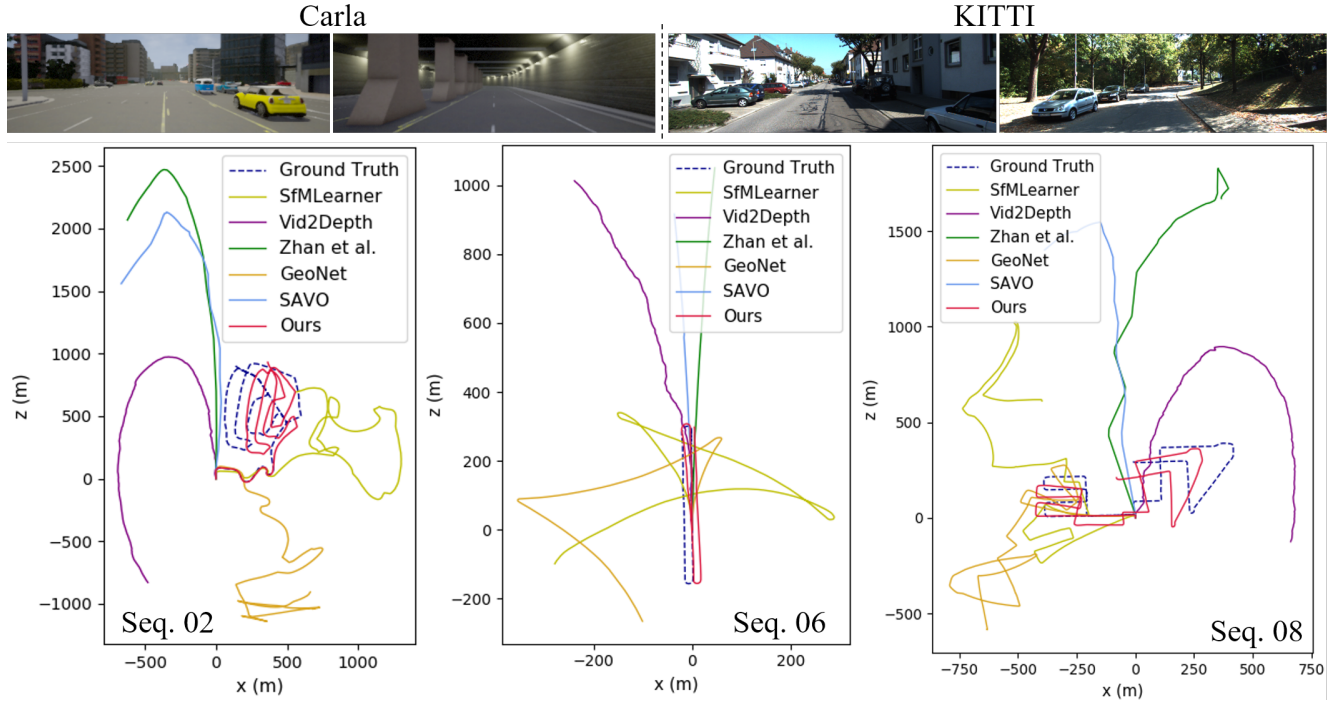 Carla
KITTI
2500
2000
1500
1000
500
0
−500
−1000
z (m)
−500
0
500
1000
x (m)
Ground Truth
SfMLearner
Vid2Depth
Zhan et al.
GeoNet
SAVO
Ours
Seq. 02
1000
800
600
400
200
0
−200
z (m)
−200
0
200
x (m)
Ground Truth
SfMLearner
Vid2Depth
Zhan et al.
GeoNet
SAVO
Ours
Seq. 06
1500
1000
500
0
−500
z (m)
−750
−500
−250
0
250
500
750
x (m)
Ground Truth
SfMLearner
Vid2Depth
Zhan et al.
GeoNet
SAVO
Ours
Seq. 08